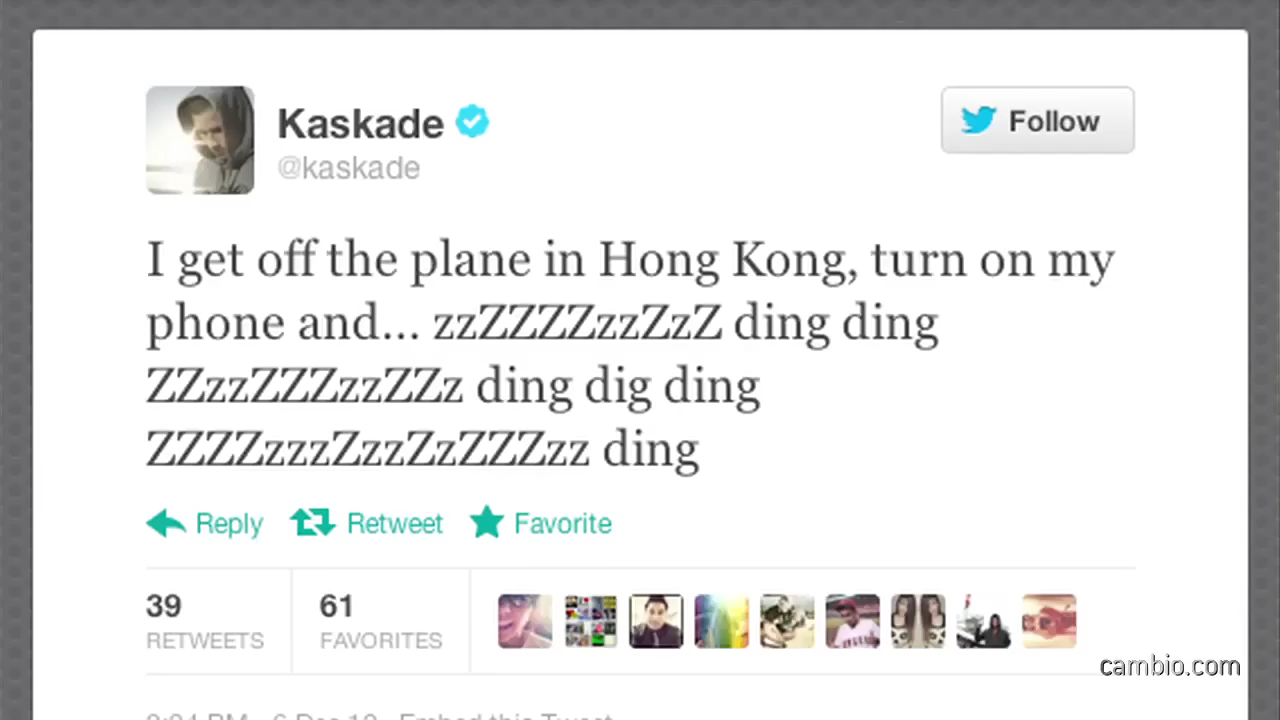 Kaskade
@kaskade
Follow
I get off the plane in Hong Kong, turn on my
phone and... zzZZZZzzZzZ ding ding
ZZzzZZZzzZZz ding dig ding
ZZZZzzzZzzZzZZZzz ding
Reply Retweet Favorite
39 61
RETWEETS FAVORITES
cambio.com